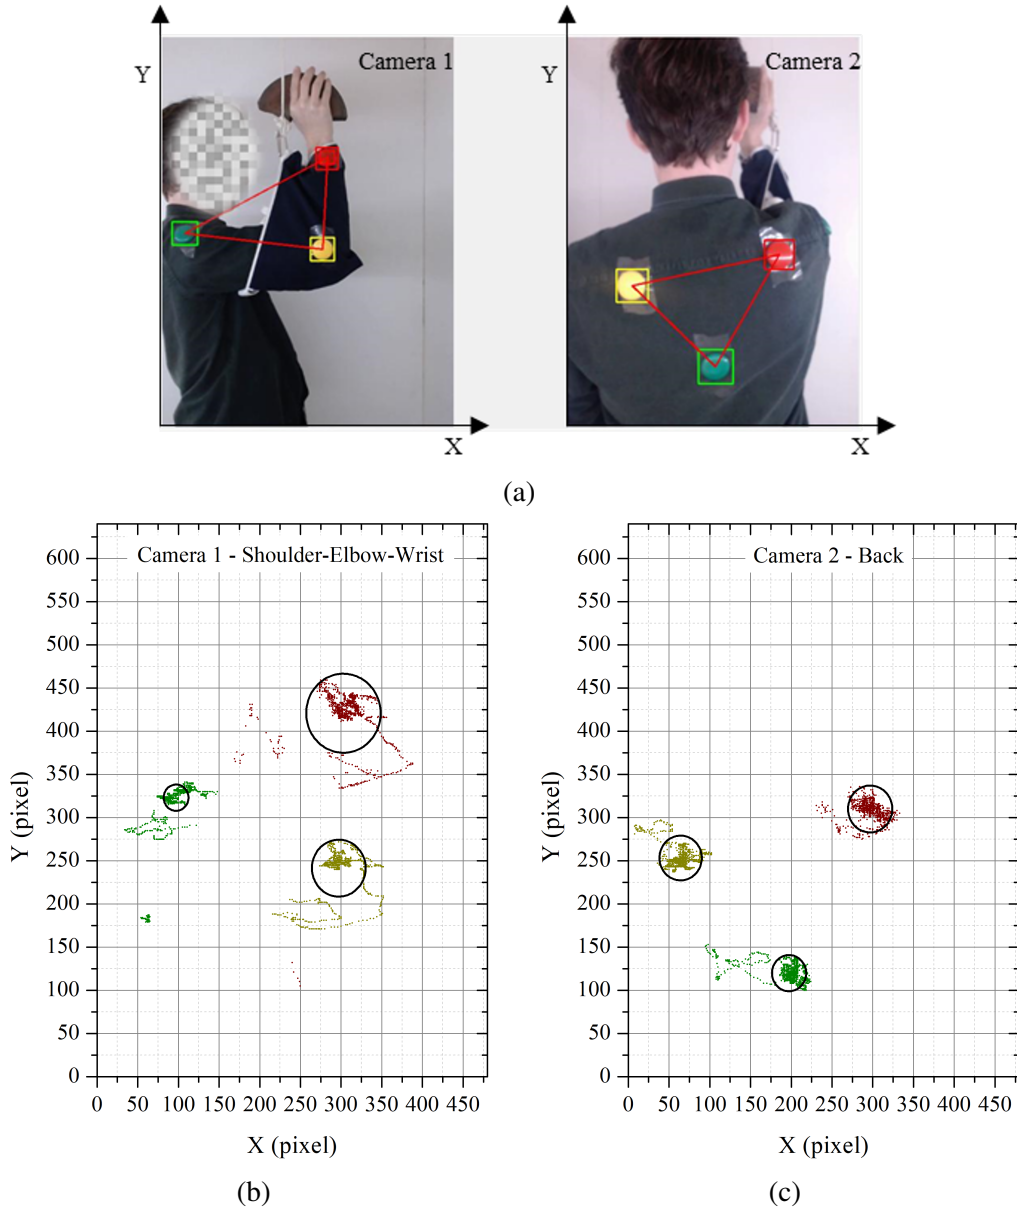 Camera 1
Camera 2
Y
Y
X
X
(a)
Camera 1 - Shoulder-Elbow-Wrist
Camera 2 - Back
600
550
500
450
400
350
300
250
200
150
100
50
0
600
550
500
450
400
350
300
250
200
150
100
50
0
Y (pixel)
Y (pixel)
0 50 100 150 200 250 300 350 400 450
0 50 100 150 200 250 300 350 400 450
X (pixel)
X (pixel)
(b)
(c)